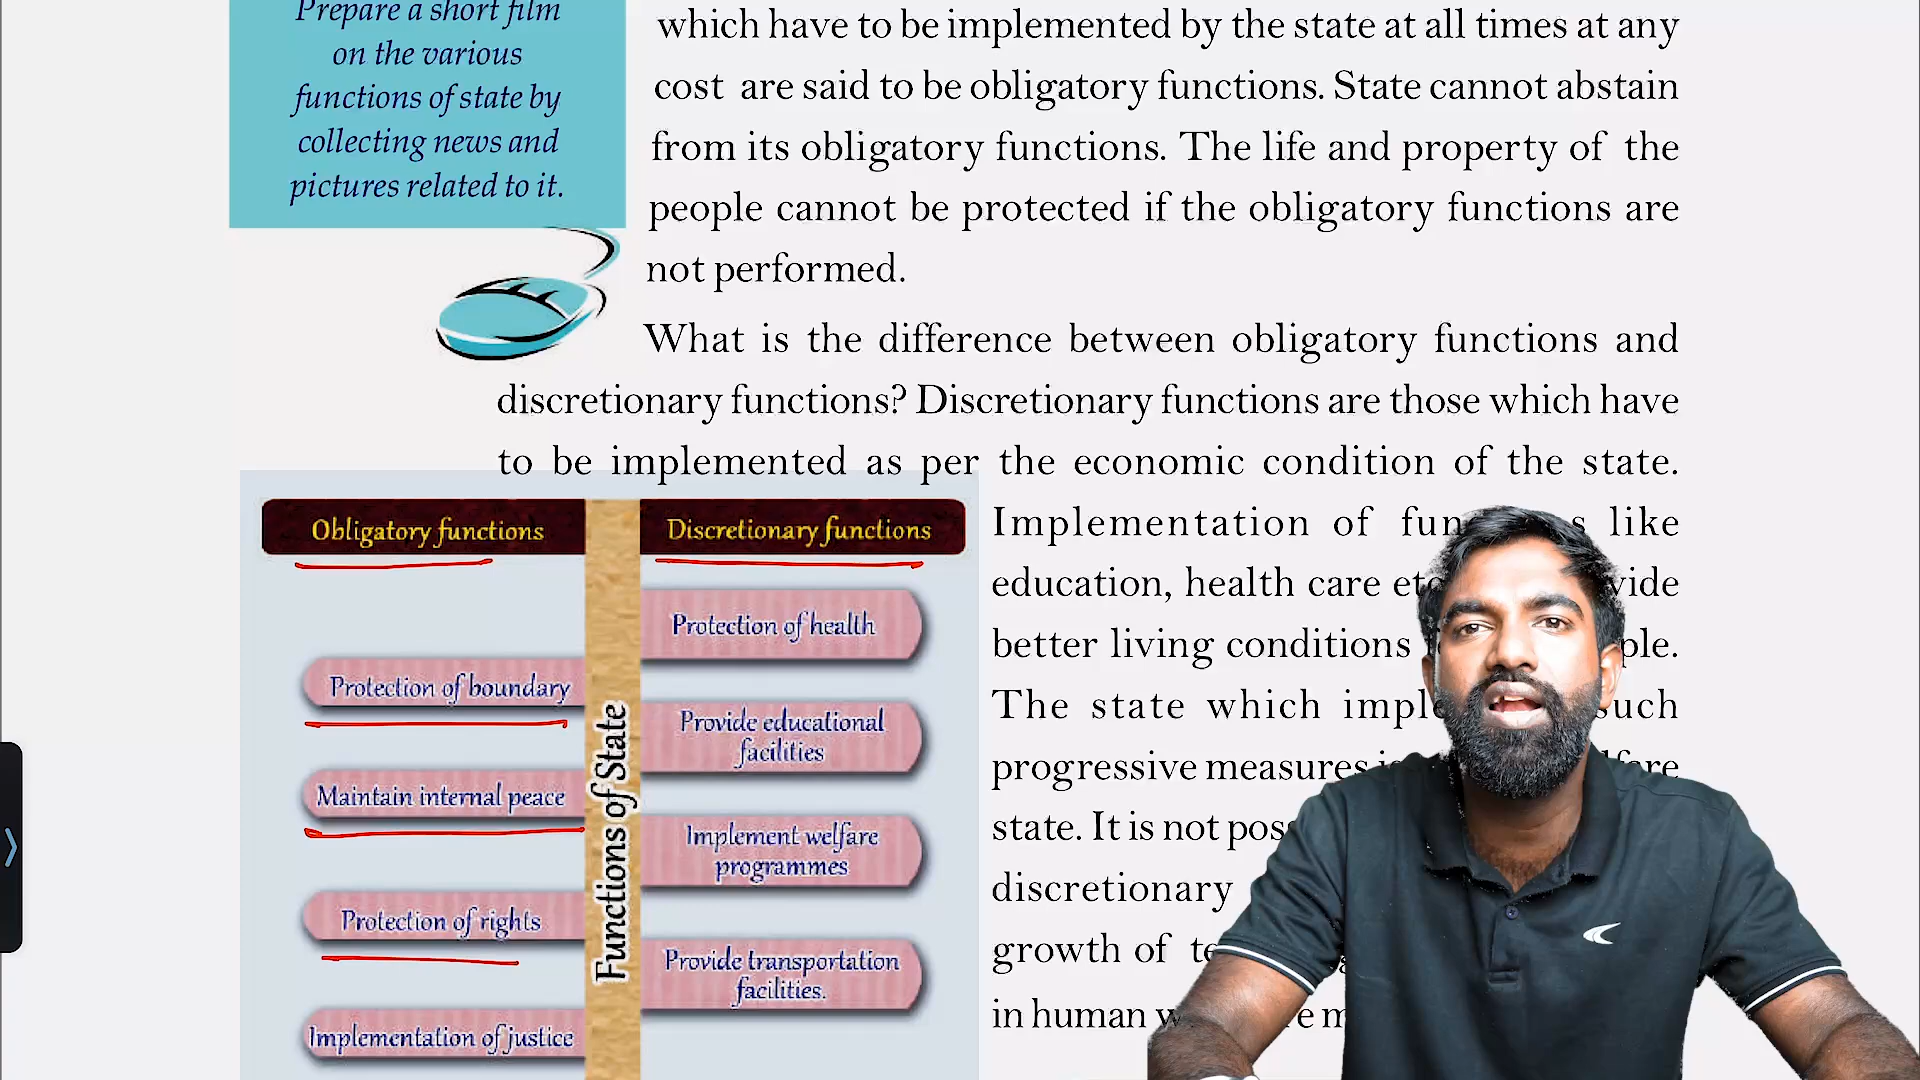 Prepare a short film
on the various
functions of state by
collecting news and
pictures related to it.
which have to be implemented by the state at all times at any
cost are said to be obligatory functions. State cannot abstain
from its obligatory functions. The life and property of the
people cannot be protected if the obligatory functions are
not performed.
What is the difference between obligatory functions and
discretionary functions? Discretionary functions are those which have
to be implemented as per the economic condition of the state.
Implementation of like
education, health care
better living conditions
The state which such
progressive measures
state. It is not
discretionary
growth of
in human
Obligatory functions
Protection of boundary
Maintain internal peace
Protection of rights
Implementation of justice
Functions of State
Discretionary functions
Protection of health
Provide educational
facilities
Implement welfare
programmes
Provide transportation
facilities.